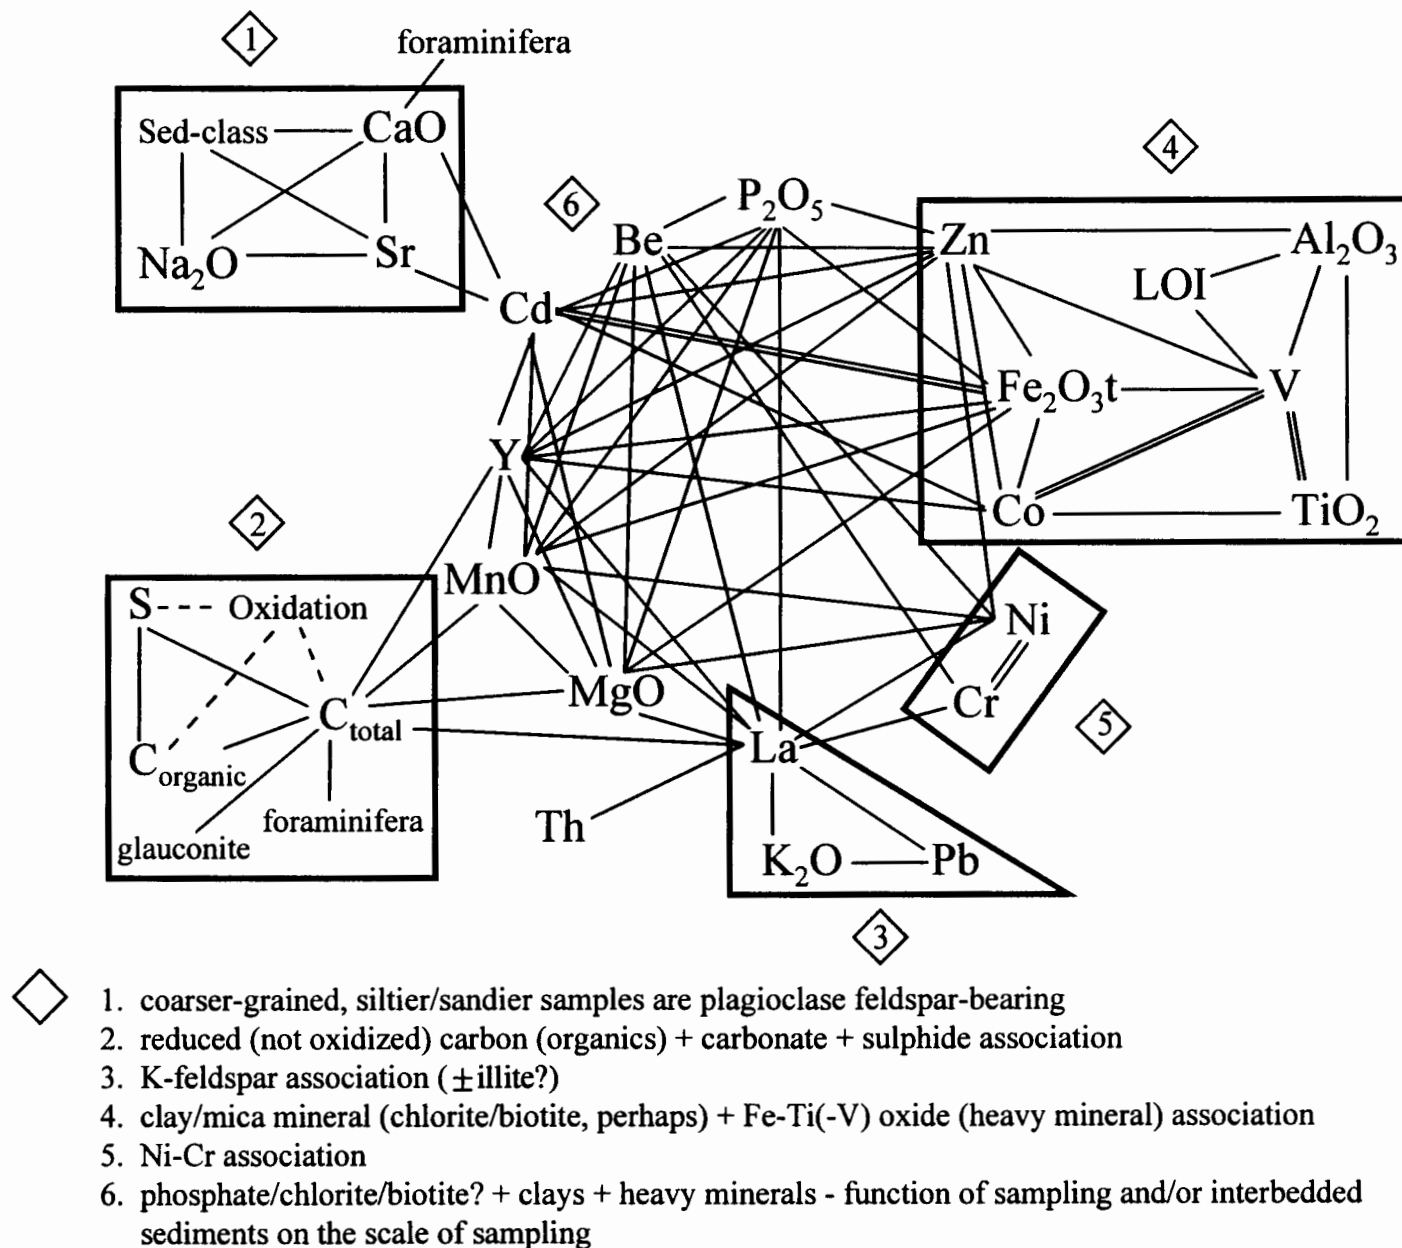 1
foraminifera
Sed-class
CaO
Na₂O
Sr
4
6
P₂O₅
Be
Zn
Al₂O₃
LOI
Cd
Fe₂O₃t
V
Y
Co
TiO₂
2
MnO
S
Oxidation
Ni
MgO
Cr
C total
5
La
C organic
Th
foraminifera
glauconite
K₂O
Pb
3
1. coarser-grained, siltier/sandier samples are plagioclase feldspar-bearing
2. reduced (not oxidized) carbon (organics) + carbonate + sulphide association
3. K-feldspar association (±illite?)
4. clay/mica mineral (chlorite/biotite, perhaps) + Fe-Ti(-V) oxide (heavy mineral) association
5. Ni-Cr association
6. phosphate/chlorite/biotite? + clays + heavy minerals - function of sampling and/or interbedded
sediments on the scale of sampling